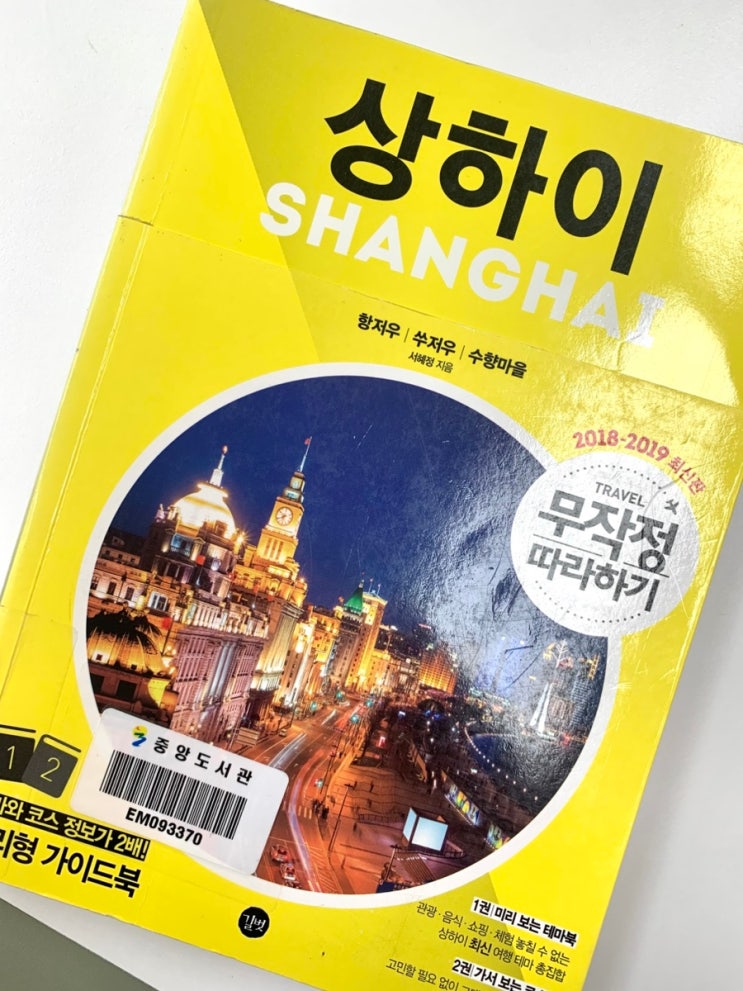 상하이
SHANGHAI
항저우 | 쑤저우 | 수향마을
서혜정 지음
2018-2019 최신판
TRAVEL
무작정
따라하기
1 2
중앙도서관
EM093370
코스 정보가 2배!
가이드북
길벗
1권 | 미리 보는 테마북
관광 · 음식 · 쇼핑 · 체험 놓칠 수 없는
상하이 최신 여행 테마 총집합
2권 | 가서 보는
고민할 필요 없이